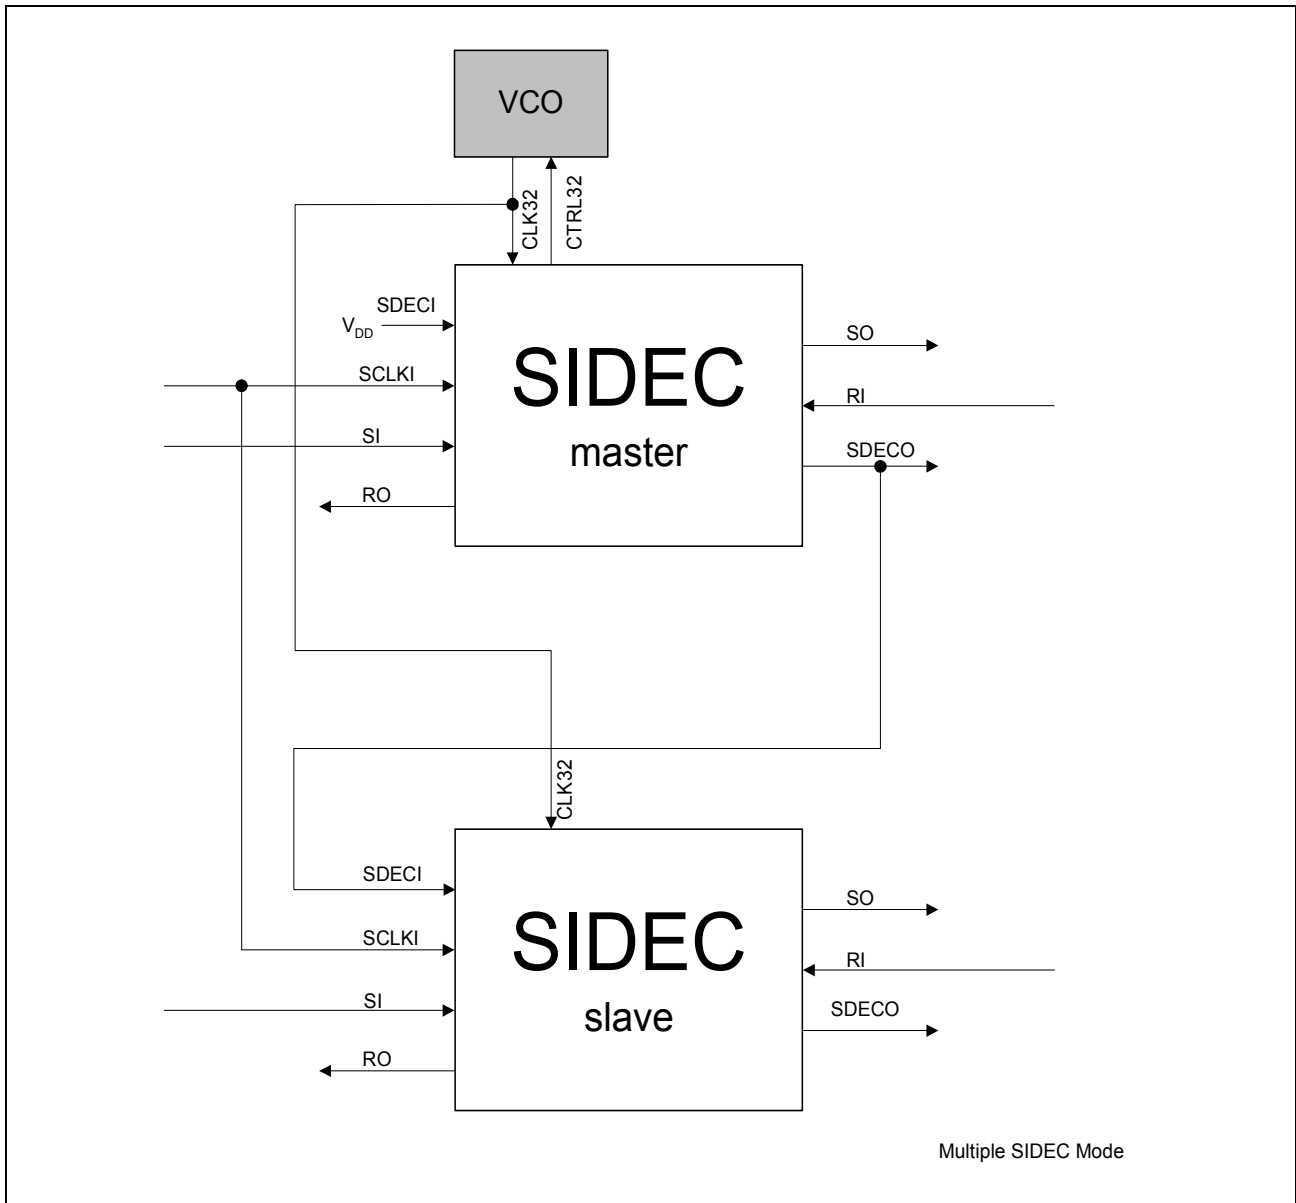 VCO
CLK32
CTRL32
SDECI
VDD
SCLKI
SI
RO
SIDEC
master
SO
RI
SDECO
CLK32
SDECI
SCLKI
SI
RO
SIDEC
slave
SO
RI
SDECO
Multiple SIDEC Mode